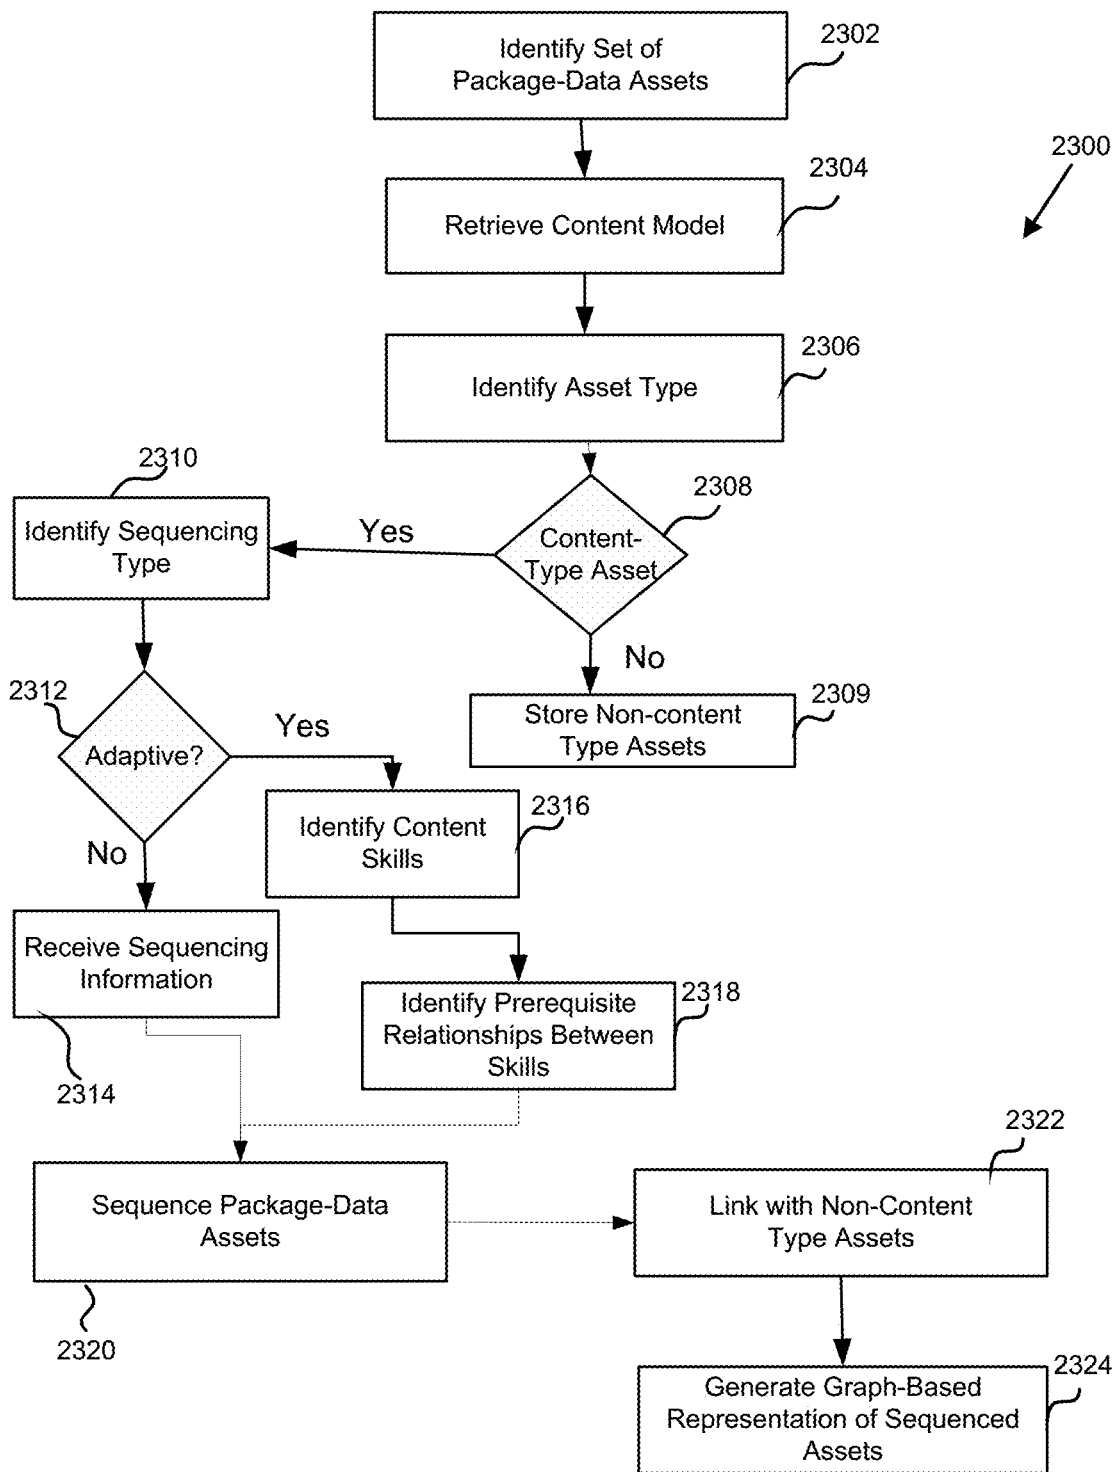 Identify Set of
Package-Data Assets
2302
2300
2304
Retrieve Content Model
2306
Identify Asset Type
2310
2308
Identify Sequencing
Type
Yes
Content-
Type Asset
No
2312
Adaptive?
Yes
Store Non-content
Type Assets
2309
2316
Identify Content
Skills
No
Receive Sequencing
Information
2318
Identify Prerequisite
Relationships Between
Skills
2314
2322
Sequence Package-Data
Assets
Link with Non-Content
Type Assets
2320
2324
Generate Graph-Based
Representation of Sequenced
Assets